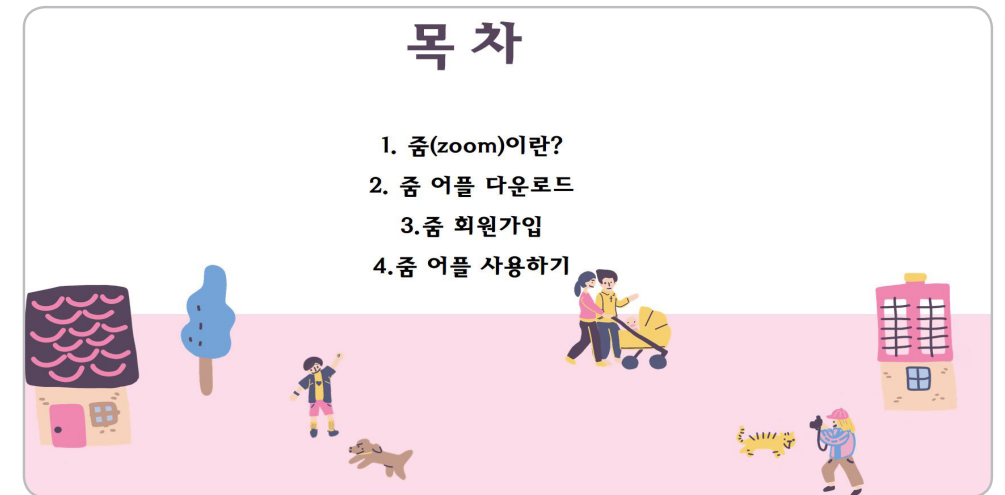 목 차
1. 줌(zoom)이란?
2. 줌 어플 다운로드
3.줌 회원가입
4.줌 어플 사용하기